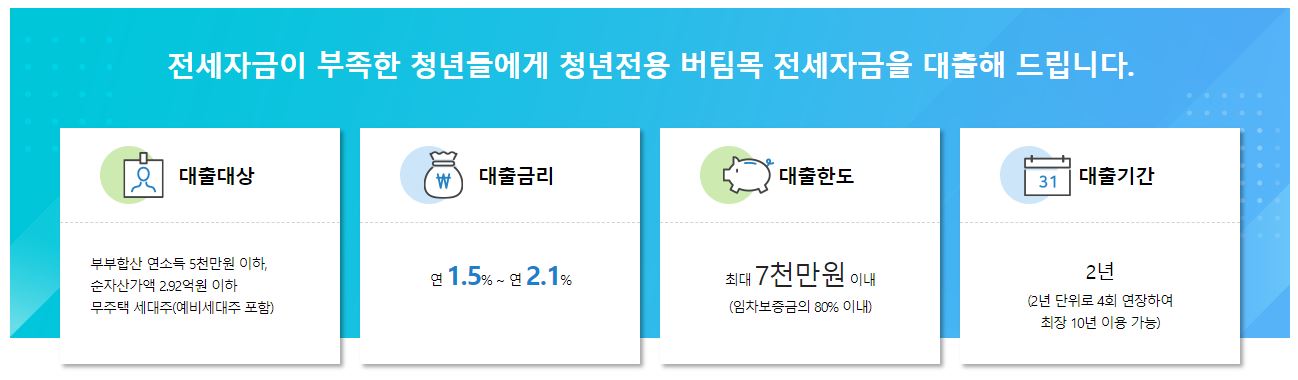 전세자금이 부족한 청년들에게 청년전용 버팀목 전세자금을 대출해 드립니다.
대출대상
부부합산 연소득 5천만원 이하,
순자산가액 2.92억원 이하
무주택 세대주(예비세대주 포함)
대출금리
연 1.5% ~ 연 2.1%
대출한도
최대 7천만원 이내
(임차보증금의 80% 이내)
31
대출기간
2년
(2년 단위로 4회 연장하여
최장 10년 이용 가능)